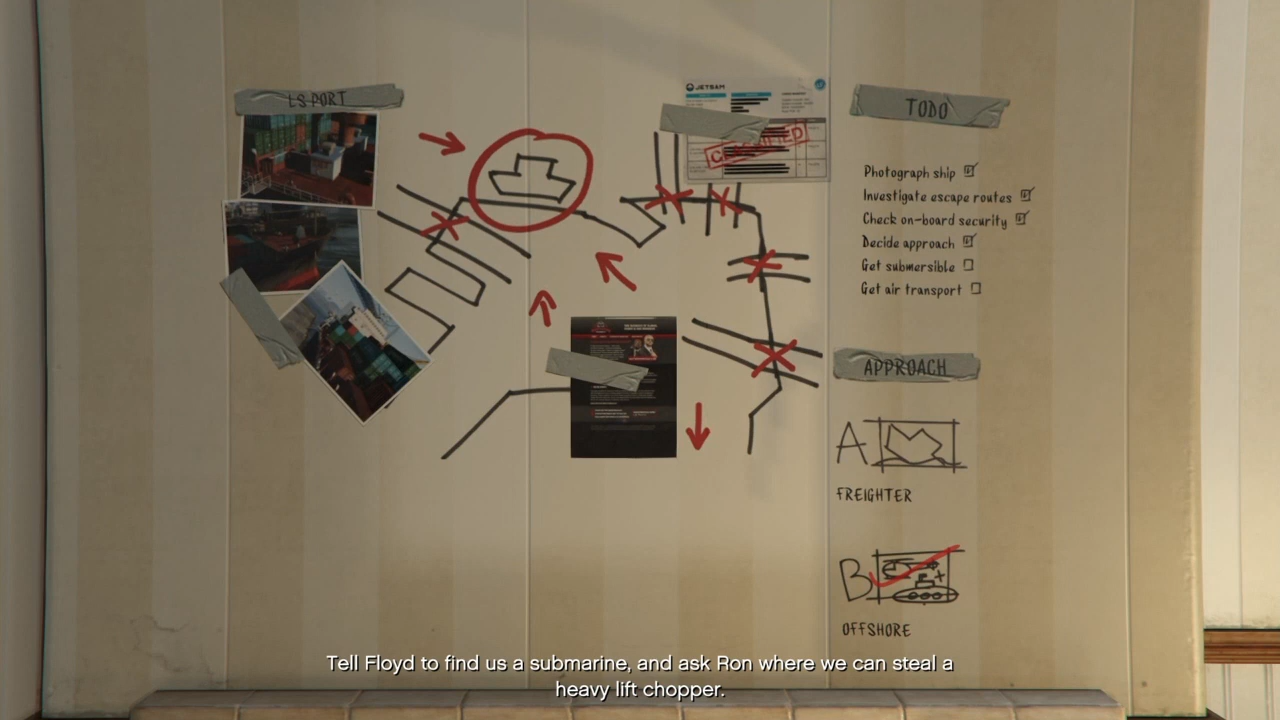 LS PORT
JETSAM
CLASSIFIED
TODO
Photograph ship
Investigate escape routes
Check on-board security
Decide approach
Get submersible
Get air transport
APPROACH
A
FREIGHTER
B
OFFSHORE
Tell Floyd to find us a submarine, and ask Ron where we can steal a
heavy lift chopper.